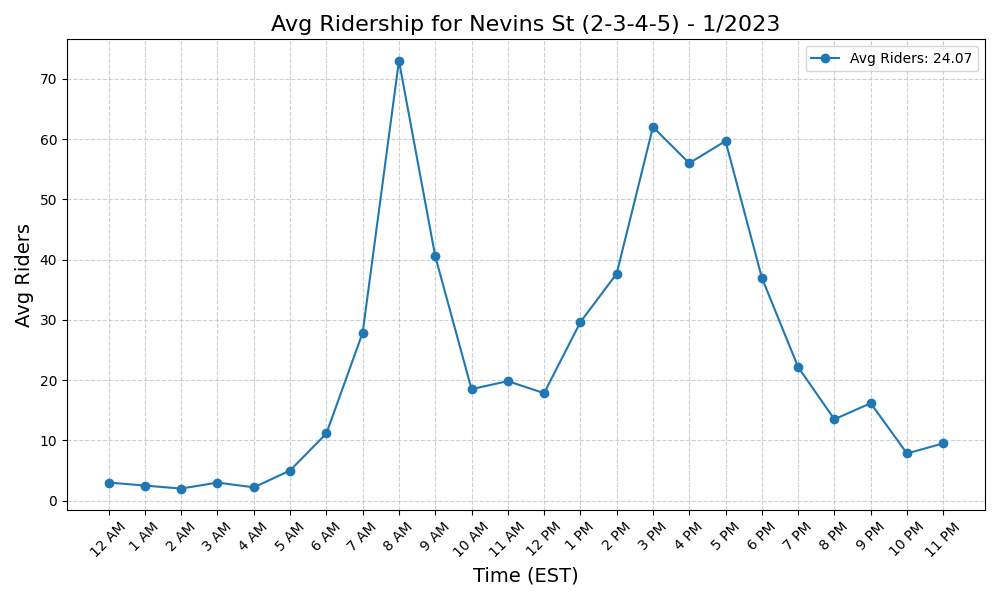 Avg Ridership for Nevins St (2-3-4-5) - 1/2023
Avg Riders: 24.07
Avg Riders
70
60
50
40
30
20
10
0
12 AM
1 AM
2 AM
3 AM
4 AM
5 AM
6 AM
7 AM
8 AM
9 AM
10 AM
11 AM
12 PM
1 PM
2 PM
3 PM
4 PM
5 PM
6 PM
7 PM
8 PM
9 PM
10 PM
11 PM
Time (EST)